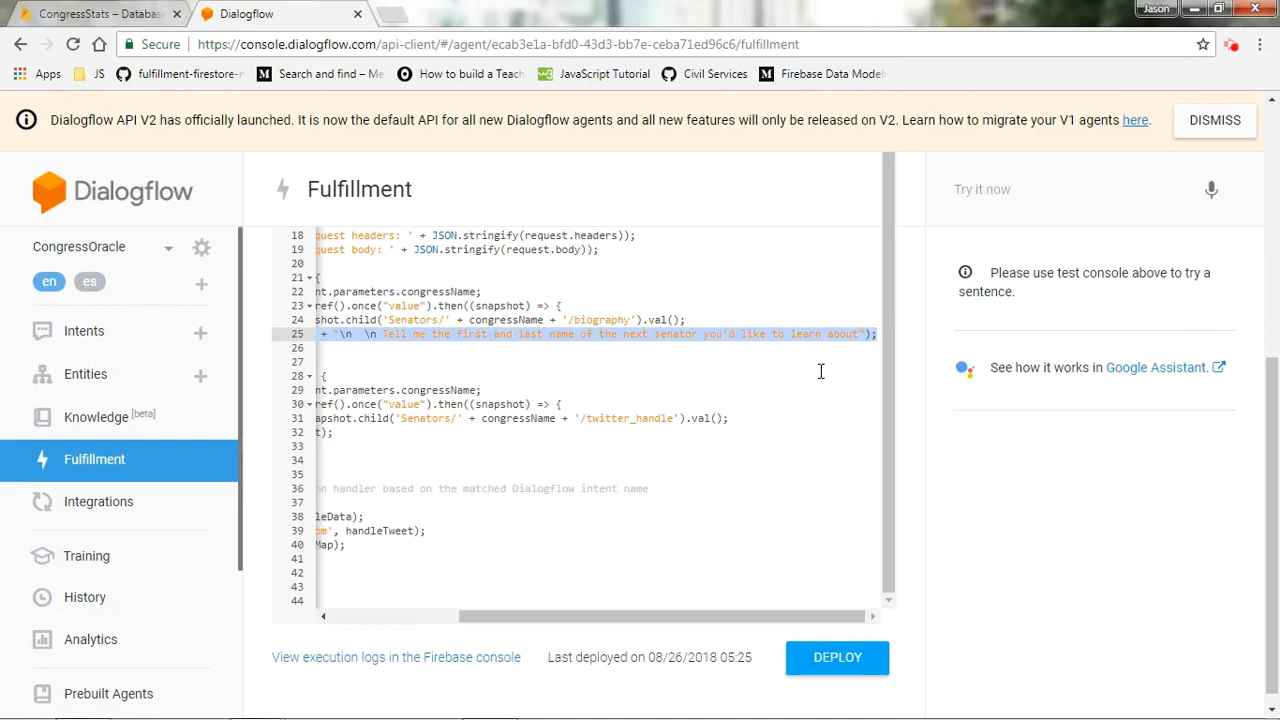 CongressStats – Database
Dialogflow
Jason
Secure
https://console.dialogflow.com/api-client/#/agent/ecab3e1a-bfd0-43d3-bb7e-ceba71ed96c6/fulfillment
Apps
JS
fulfillment-firestore-n
Search and find – Me
How to build a Teach
JavaScript Tutorial
Civil Services
Firebase Data Model
Dialogflow API V2 has officially launched. It is now the default API for all new Dialogflow agents and all new features will only be released on V2. Learn how to migrate your V1 agents here.
DISMISS
Dialogflow
Fulfillment
Try it now
CongressOracle
en es
Intents
Entities
Knowledge [beta]
Fulfillment
Integrations
Training
History
Analytics
Prebuilt Agents
18 quest headers: ' + JSON.stringify(request.headers));
19 quest body: ' + JSON.stringify(request.body));
20
21 {
22 nt.parameters.congressName;
23 ref().once("value").then((snapshot) => {
24 shot.child('Senators/' + congressName + '/biography').val();
25 + "\n  \n Tell me the first and last name of the next senator you'd like to learn about");
26
27
28 {
29 nt.parameters.congressName;
30 ref().once("value").then((snapshot) => {
31 apshot.child('Senators/' + congressName + '/twitter_handle').val();
32 t);
33
34
35
36 on handler based on the matched Dialogflow intent name
37
38 leData);
39 om', handleTweet);
40 Map);
41
42
43
44
View execution logs in the Firebase console
Last deployed on 08/26/2018 05:25
DEPLOY
Please use test console above to try a
sentence.
See how it works in Google Assistant.